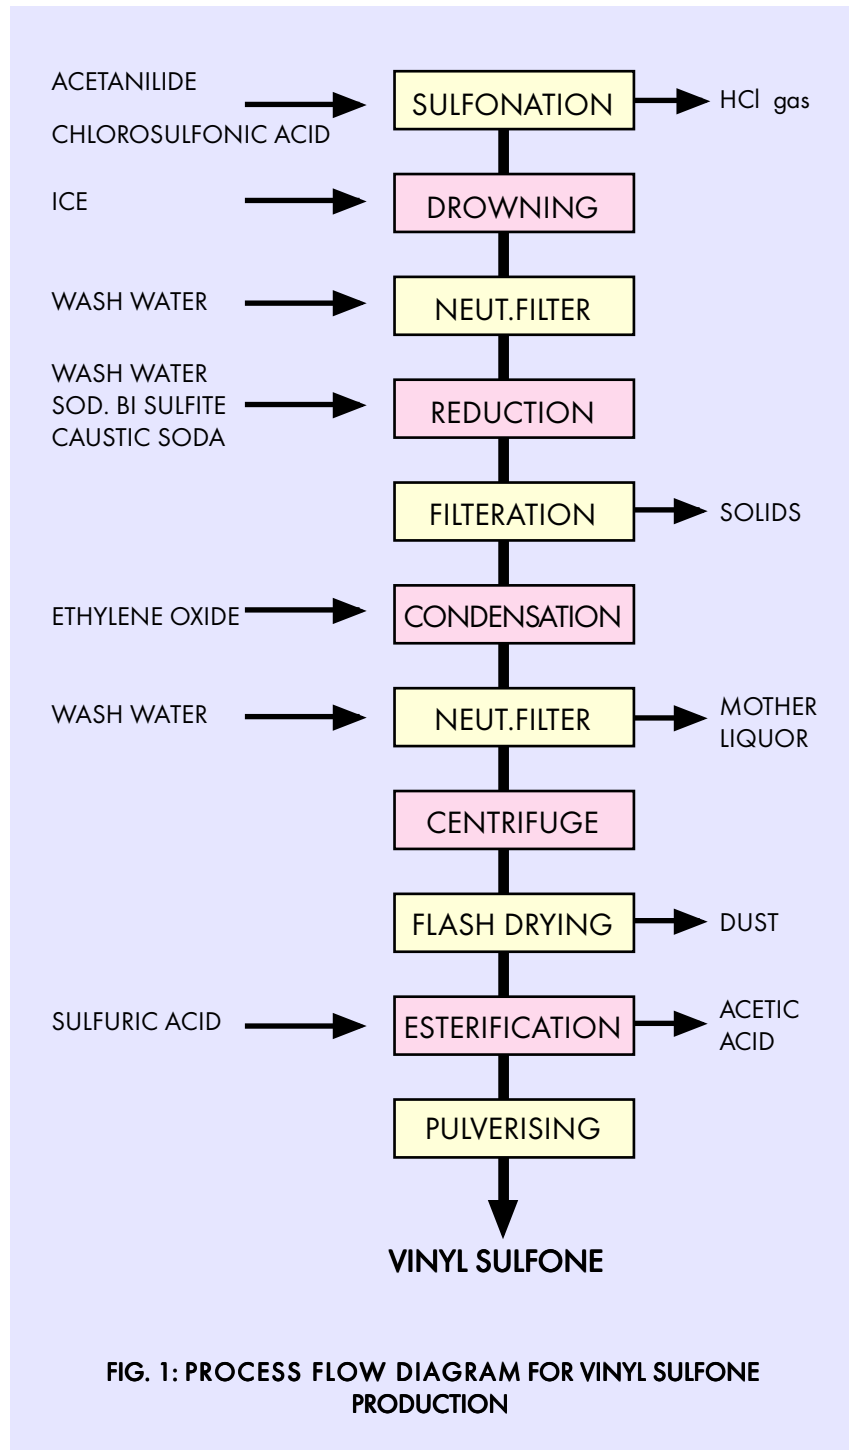 ACETANILIDE
CHLOROSULFONIC ACID
SULFONATION
HCl gas
ICE
DROWNING
WASH WATER
NEUT.FILTER
WASH WATER
SOD. BI SULFITE
CAUSTIC SODA
REDUCTION
FILTERATION
SOLIDS
ETHYLENE OXIDE
CONDENSATION
WASH WATER
NEUT.FILTER
MOTHER
LIQUOR
CENTRIFUGE
FLASH DRYING
DUST
SULFURIC ACID
ESTERIFICATION
ACETIC
ACID
PULVERISING
VINYL SULFONE
FIG. 1: PROCESS FLOW DIAGRAM FOR VINYL SULFONE
PRODUCTION